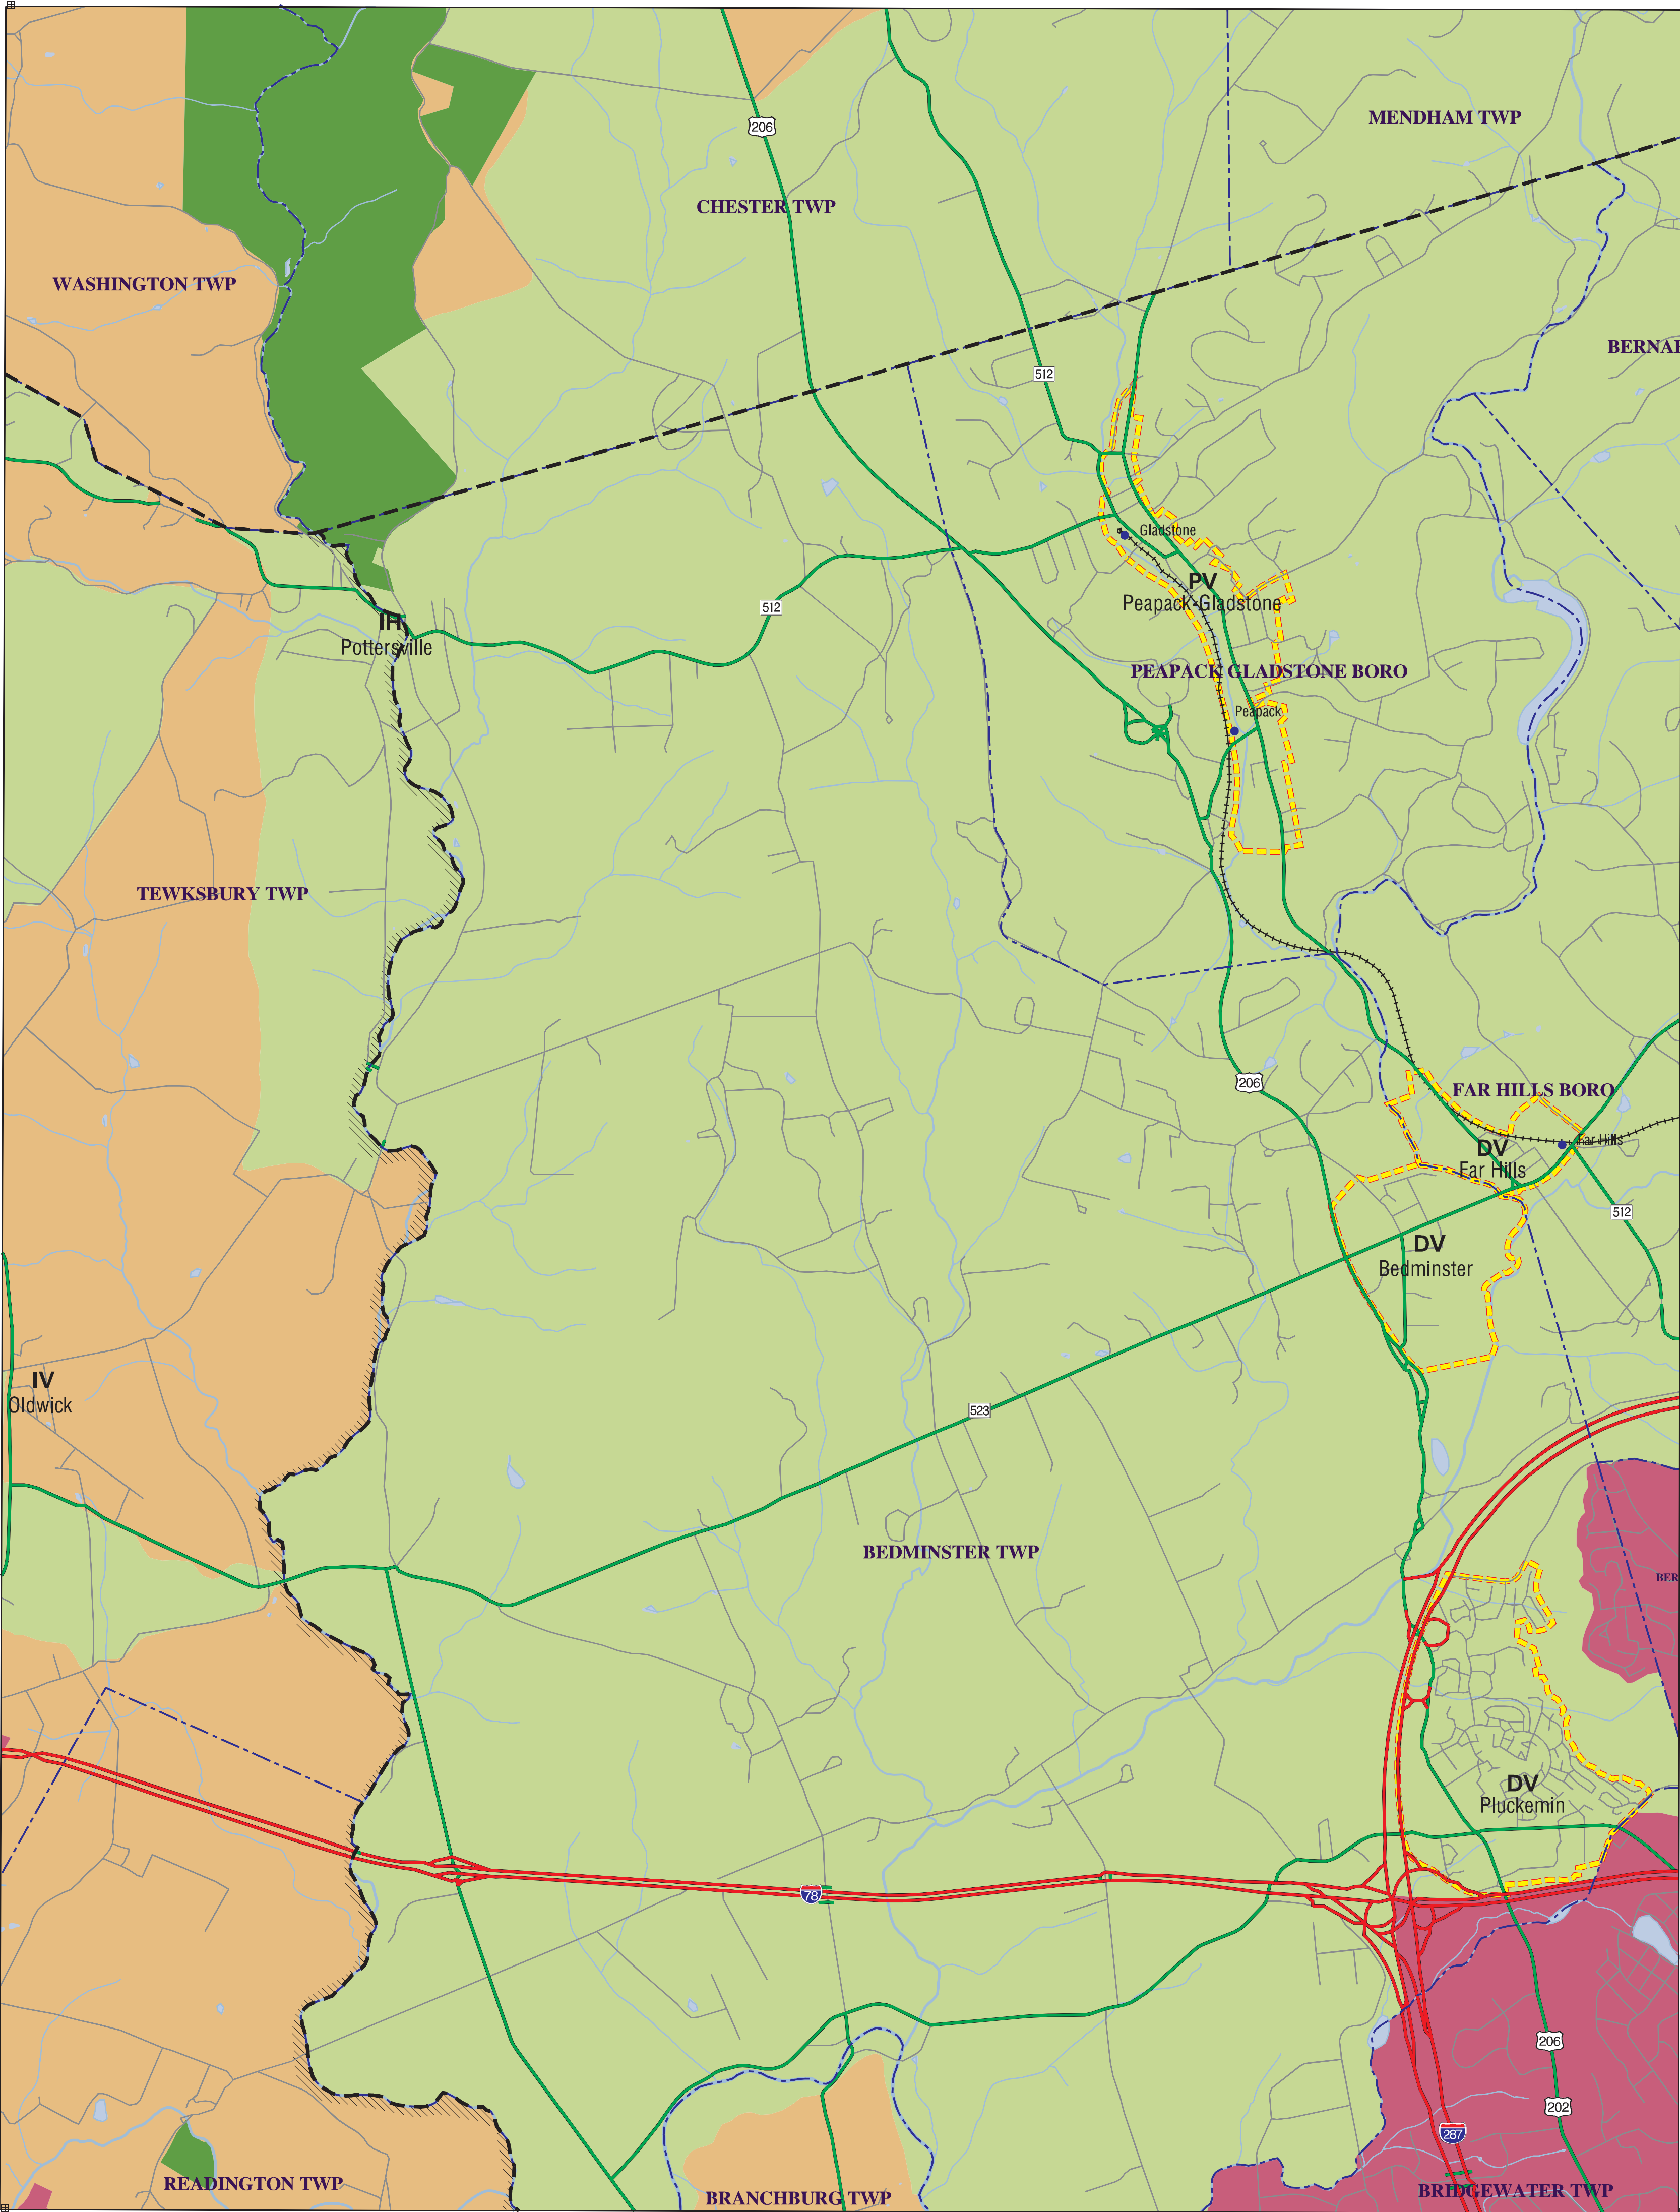 MENDHAM TWP
206
CHESTER TWP
WASHINGTON TWP
BERNAR
512
Gladstone
PV
Peapack-Gladstone
512
IH
Pottersville
PEAPACK GLADSTONE BORO
Peapack
TEWKSBURY TWP
206
FAR HILLS BORO
Far Hills
DV
Far Hills
512
DV
Bedminster
IV
Oldwick
523
BEDMINSTER TWP
BER
DV
Pluckemin
78
206
202
287
READINGTON TWP
BRANCHBURG TWP
BRIDGEWATER TWP